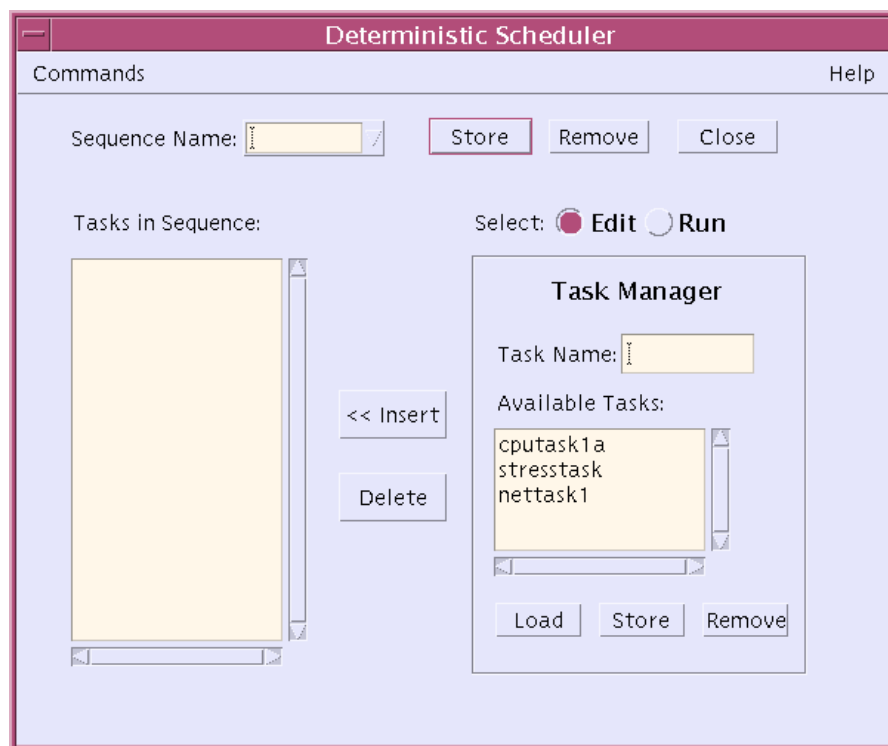 Deterministic Scheduler
Commands Help
Sequence Name: Store Remove Close
Tasks in Sequence:
Select: Edit Run
Task Manager
Task Name:
Available Tasks:
cputask1a
stresstask
nettask1
<< Insert
Delete
Load Store Remove